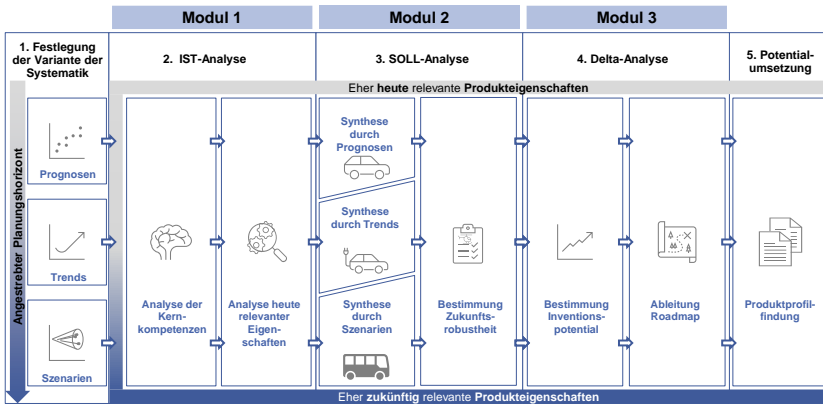 Modul 1
Modul 2
Modul 3
1. Festlegung
der Variante der
Systematik
2. IST-Analyse
3. SOLL-Analyse
4. Delta-Analyse
5. Potential-
umsetzung
Eher heute relevante Produkteigenschaften
Angestrebter Planungshorizont
Prognosen
Trends
Szenarien
Analyse der
Kern-
kompetenzen
Analyse heute
relevanter
Eigen-
schaften
Synthese
durch
Prognosen
Synthese
durch Trends
Synthese
durch
Szenarien
Bestimmung
Zukunfts-
robustheit
Bestimmung
Inventions-
potential
Ableitung
Roadmap
Produktprofil-
findung
Eher zukünftig relevante Produkteigenschaften